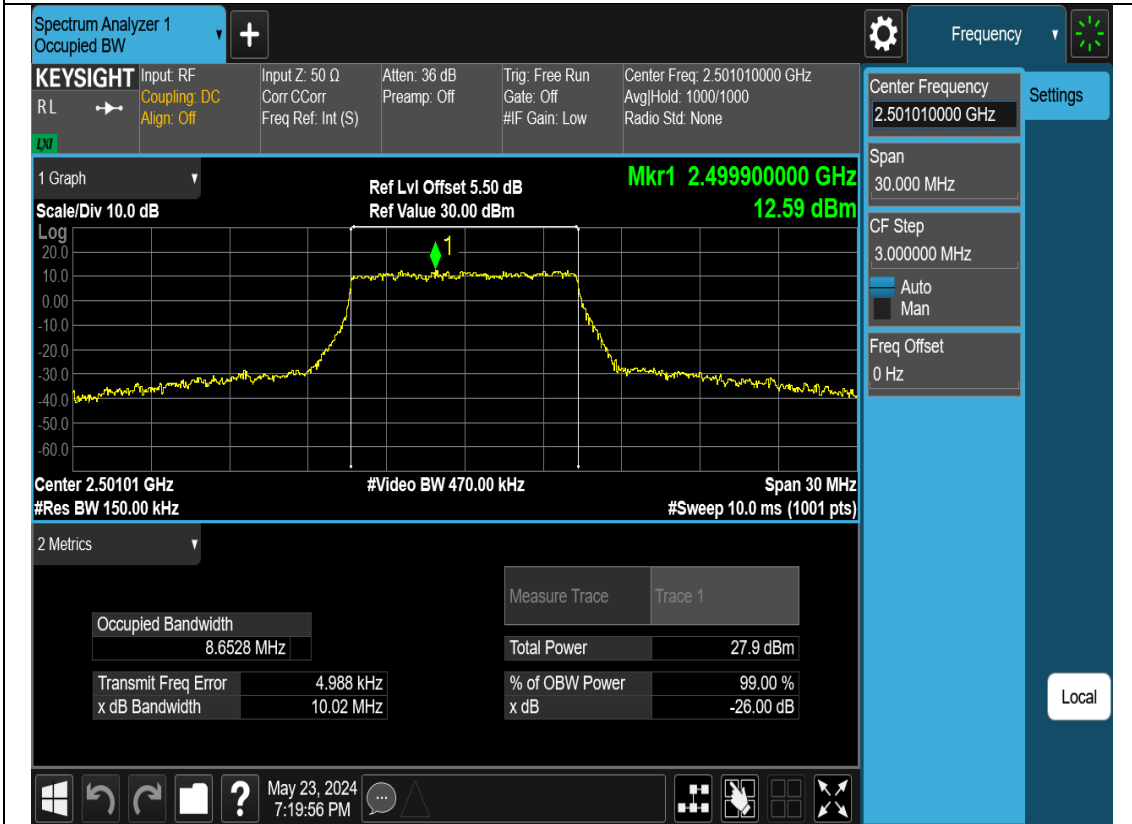 Spectrum Analyzer 1
Occupied BW
+
Frequency
KEYSIGHT
RL
LXI
Input: RF
Coupling: DC
Align: Off
Input Z: 50 Ω
Corr CCorr
Freq Ref: Int (S)
Atten: 36 dB
Preamp: Off
Trig: Free Run
Gate: Off
#IF Gain: Low
Center Freq: 2.501010000 GHz
Avg|Hold: 1000/1000
Radio Std: None
Center Frequency
2.501010000 GHz
Settings
Span
30.000 MHz
CF Step
3.000000 MHz
Auto
Man
Freq Offset
0 Hz
Local
1 Graph
Scale/Div 10.0 dB
Ref Lvl Offset 5.50 dB
Ref Value 30.00 dBm
Mkr1 2.499900000 GHz
12.59 dBm
Log
1
20.0
10.0
0.00
-10.0
-20.0
-30.0
-40.0
-50.0
-60.0
Center 2.50101 GHz
#Video BW 470.00 kHz
Span 30 MHz
#Res BW 150.00 kHz
#Sweep 10.0 ms (1001 pts)
2 Metrics
Measure Trace Trace 1
Occupied Bandwidth
8.6528 MHz
Total Power 27.9 dBm
Transmit Freq Error 4.988 kHz
% of OBW Power 99.00 %
x dB Bandwidth 10.02 MHz
x dB -26.00 dB
?
May 23, 2024
7:19:56 PM